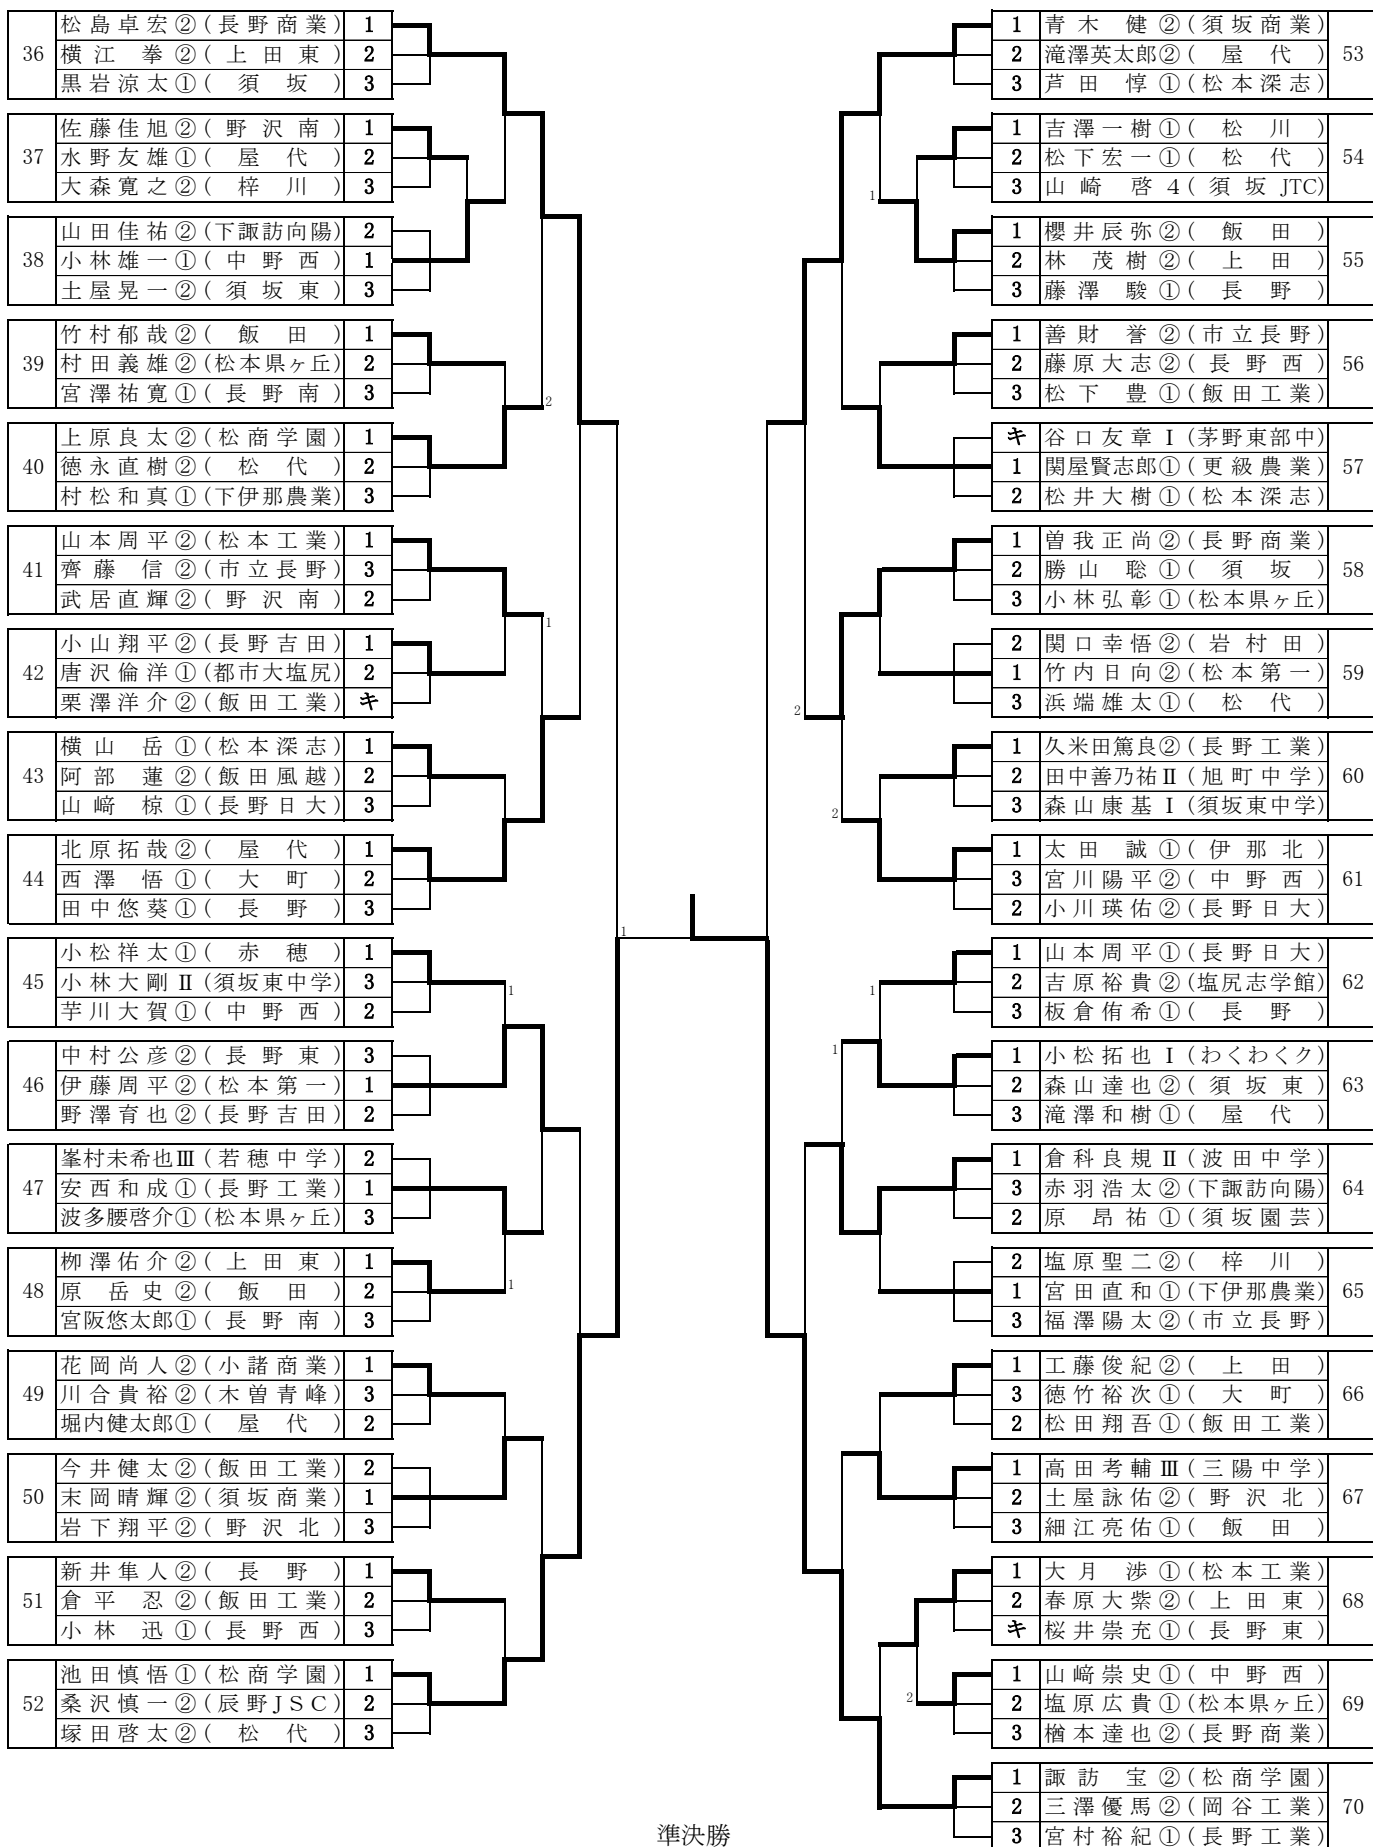 36
松島卓宏②(長野商業) 1
横江 拳②(上田東) 2
黒岩涼太①(須坂) 3
37
佐藤佳旭②(野沢南) 1
水野友雄①(屋代) 2
大森寛之②(梓川) 3
38
山田佳祐②(下諏訪向陽) 2
小林雄一①(中野西) 1
土屋晃一②(須坂東) 3
39
竹村郁哉②(飯田) 1
村田義雄②(松本県ヶ丘) 2
宮澤祐寛①(長野南) 3
2
40
上原良太②(松商学園) 1
徳永直樹②(松代) 2
村松和真①(下伊那農業) 3
41
山本周平②(松本工業) 1
齊藤 信②(市立長野) 3
武居直輝②(野沢南) 2
1
42
小山翔平②(長野吉田) 1
唐沢倫洋①(都市大塩尻) 2
栗澤洋介②(飯田工業) キ
43
横山 岳①(松本深志) 1
阿部 蓮②(飯田風越) 2
山﨑 椋①(長野日大) 3
44
北原拓哉②(屋代) 1
西澤 悟①(大町) 2
田中悠葵①(長野) 3
1
45
小松祥太①(赤穂) 1
小林大剛Ⅱ(須坂東中学) 3
芋川大賀①(中野西) 2
1
46
中村公彦②(長野東) 3
伊藤周平②(松本第一) 1
野澤育也②(長野吉田) 2
47
峯村未希也Ⅲ(若穂中学) 2
安西和成①(長野工業) 1
波多腰啓介①(松本県ヶ丘) 3
48
栁澤佑介②(上田東) 1
原 岳史②(飯田) 2
宮阪悠太郎①(長野南) 3
1
49
花岡尚人②(小諸商業) 1
川合貴裕②(木曽青峰) 3
堀内健太郎①(屋代) 2
50
今井健太②(飯田工業) 2
末岡晴輝②(須坂商業) 1
岩下翔平②(野沢北) 3
51
新井隼人②(長野) 1
倉平 忍②(飯田工業) 2
小林 迅①(長野西) 3
52
池田慎悟①(松商学園) 1
桑沢慎一②(辰野JSC) 2
塚田啓太②(松代) 3
1 青木 健②(須坂商業)
2 滝澤英太郎②(屋代)
3 芦田 惇①(松本深志)
53
1 吉澤一樹①(松川)
2 松下宏一①(松代)
3 山崎 啓4(須坂JTC)
54
1
1 櫻井辰弥②(飯田)
2 林 茂樹②(上田)
3 藤澤 駿①(長野)
55
1 善財 誉②(市立長野)
2 藤原大志②(長野西)
3 松下 豊①(飯田工業)
56
キ 谷口友章Ⅰ(茅野東部中)
1 関屋賢志郎①(更級農業)
2 松井大樹①(松本深志)
57
1 曽我正尚②(長野商業)
2 勝山 聡①(須坂)
3 小林弘彰①(松本県ヶ丘)
58
2 関口幸悟②(岩村田)
1 竹内日向②(松本第一)
3 浜端雄太①(松代)
59
2
1 久米田篤良②(長野工業)
2 田中善乃祐Ⅱ(旭町中学)
3 森山康基Ⅰ(須坂東中学)
60
2
1 太田 誠①(伊那北)
3 宮川陽平②(中野西)
2 小川瑛佑②(長野日大)
61
1 山本周平①(長野日大)
2 吉原裕貴②(塩尻志学館)
3 板倉侑希①(長野)
62
1
1
1 小松拓也Ⅰ(わくわくク)
2 森山達也②(須坂東)
3 滝澤和樹①(屋代)
63
1 倉科良規Ⅱ(波田中学)
3 赤羽浩太②(下諏訪向陽)
2 原 昂祐①(須坂園芸)
64
2 塩原聖二②(梓川)
1 宮田直和①(下伊那農業)
3 福澤陽太②(市立長野)
65
1 工藤俊紀②(上田)
3 徳竹裕次①(大町)
2 松田翔吾①(飯田工業)
66
1 高田考輔Ⅲ(三陽中学)
2 土屋詠佑②(野沢北)
3 細江亮佑①(飯田)
67
1 大月 渉①(松本工業)
2 春原大柴②(上田東)
キ 桜井崇充①(長野東)
68
1 山﨑崇史①(中野西)
2 塩原広貴①(松本県ヶ丘)
3 楢本達也②(長野商業)
69
2
1 諏訪 宝②(松商学園)
2 三澤優馬②(岡谷工業)
3 宮村裕紀①(長野工業)
70
準決勝